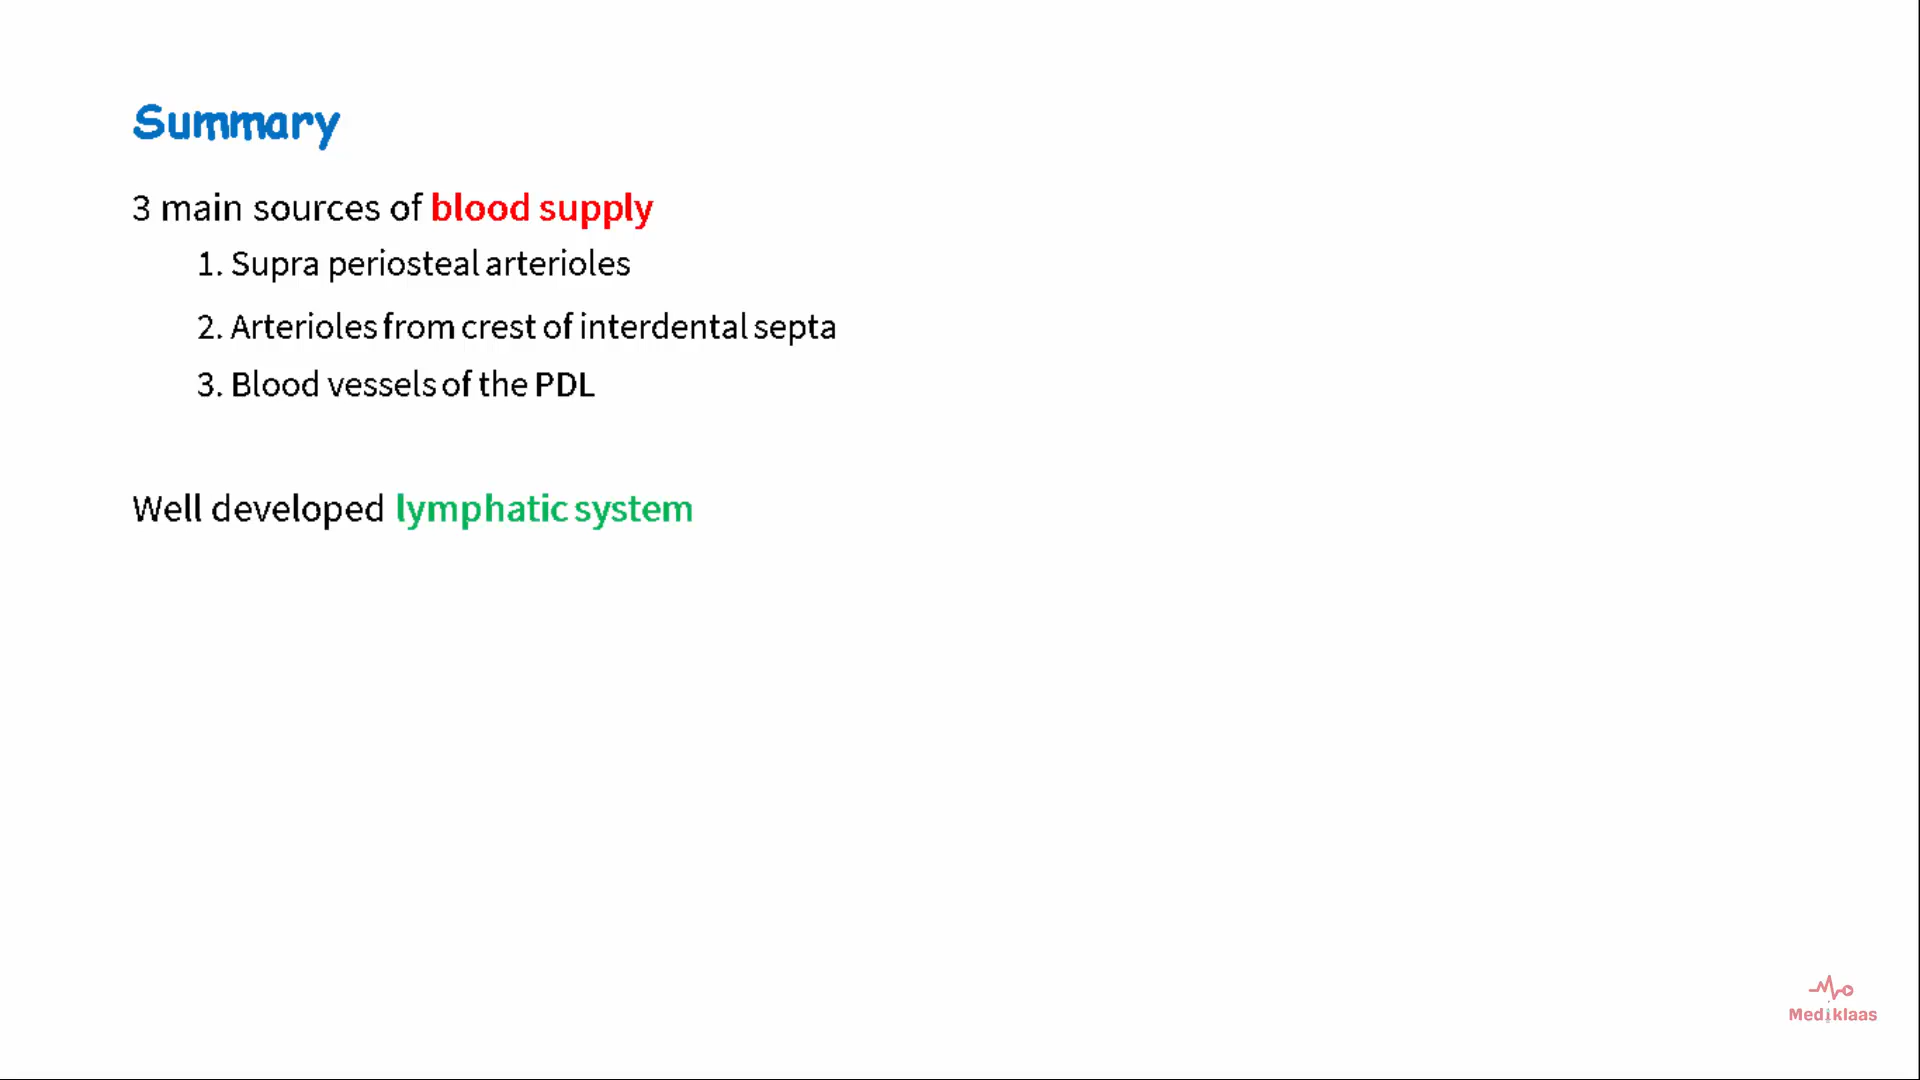 Summary
3 main sources of blood supply
1. Supra periosteal arterioles
2. Arterioles from crest of interdental septa
3. Blood vessels of the PDL
Well developed lymphatic system
Mediklaas